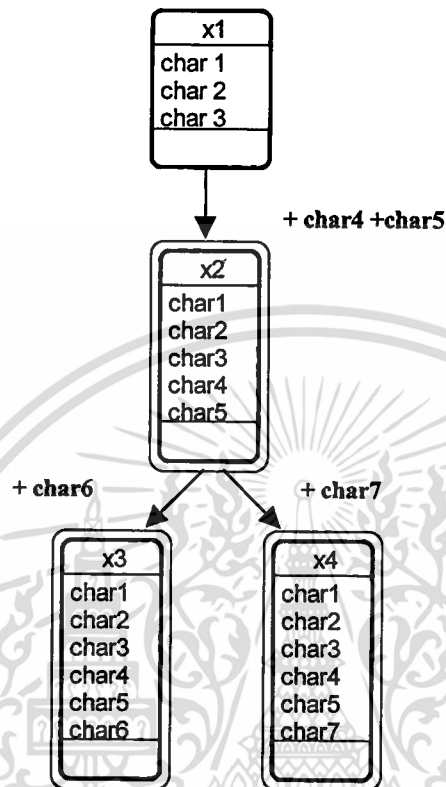 x1
char 1
char 2
char 3
+ char4 +char5
x2
char1
char2
char3
char4
char5
+ char6
+ char7
x3
char1
char2
char3
char4
char5
char6
x4
char1
char2
char3
char4
char5
char7